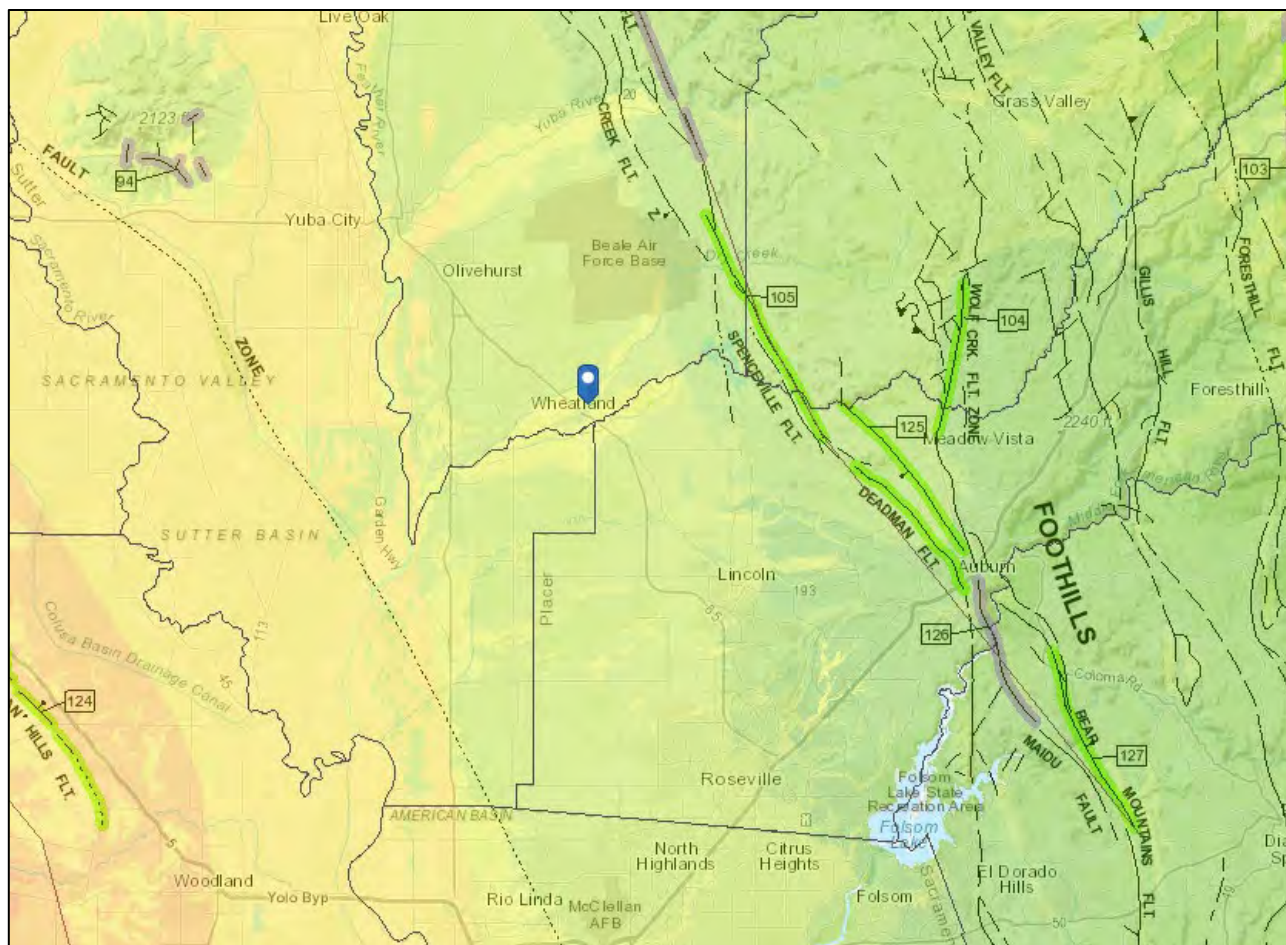 Live Oak
FLT.
VALLEY FLT.
Feather River
Yuba River
20
Grass Valley
2123 ft
CREEK FLT.
FAULT
94
103
Sutter
Yuba City
Z
Beale Air
Force Base
Olivehurst
Sacramento River
105
WOLF CRK FLT. ZONE
104
GILLIS HILL FLT.
FORESTHILL FLT
ZONE
SPENCEVILLE FLT.
SACRAMENTO VALLEY
Wheatland
Foresthill
125
Meadow Vista
2240 ft
DEADMAN FLT.
Garden Hwy
SUTTER BASIN
FOOTHILLS
Lincoln
193
Auburn
Placer
65
Colusa Basin Drainage Canal
113
45
126
Coloma Rd
124
HILLS FLT.
BEAR MOUNTAINS FLT.
127
MAIDU FAULT
Roseville
Folsom
Lake State
Recreation Area
Folsom
Lake
AMERICAN BASIN
5
North
Highlands
Citrus
Heights
El Dorado
Hills
Woodland
Yolo Byp
Rio Linda
McClellan
AFB
Folsom
50